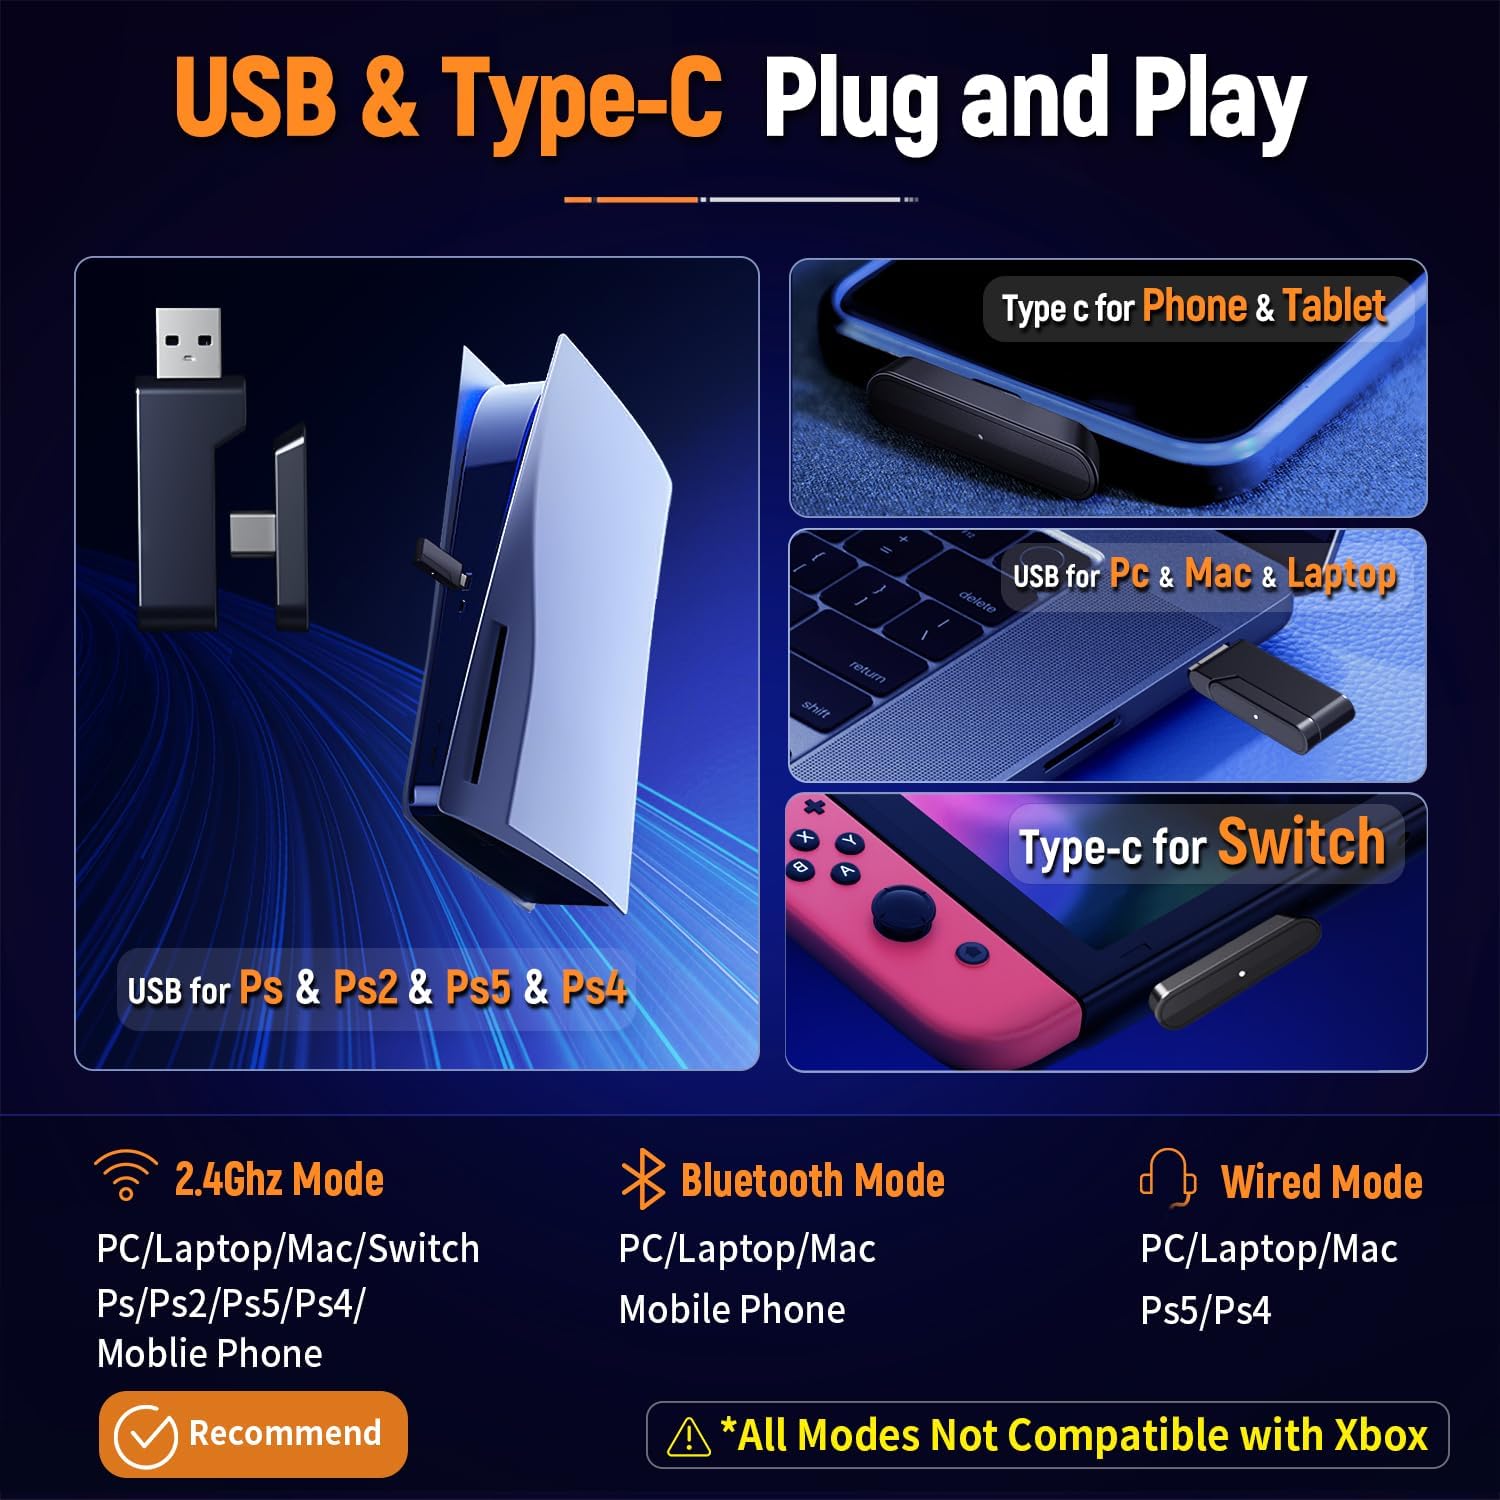 USB & Type-C Plug and Play
USB for Ps & Ps2 & Ps5 & Ps4
Type c for Phone & Tablet
USB for Pc & Mac & Laptop
delete
return
shift
Type-c for Switch
X
Y
B
A
2.4Ghz Mode
PC/Laptop/Mac/Switch
Ps/Ps2/Ps5/Ps4/
Moblie Phone
Recommend
Bluetooth Mode
PC/Laptop/Mac
Mobile Phone
Wired Mode
PC/Laptop/Mac
Ps5/Ps4
*All Modes Not Compatible with Xbox